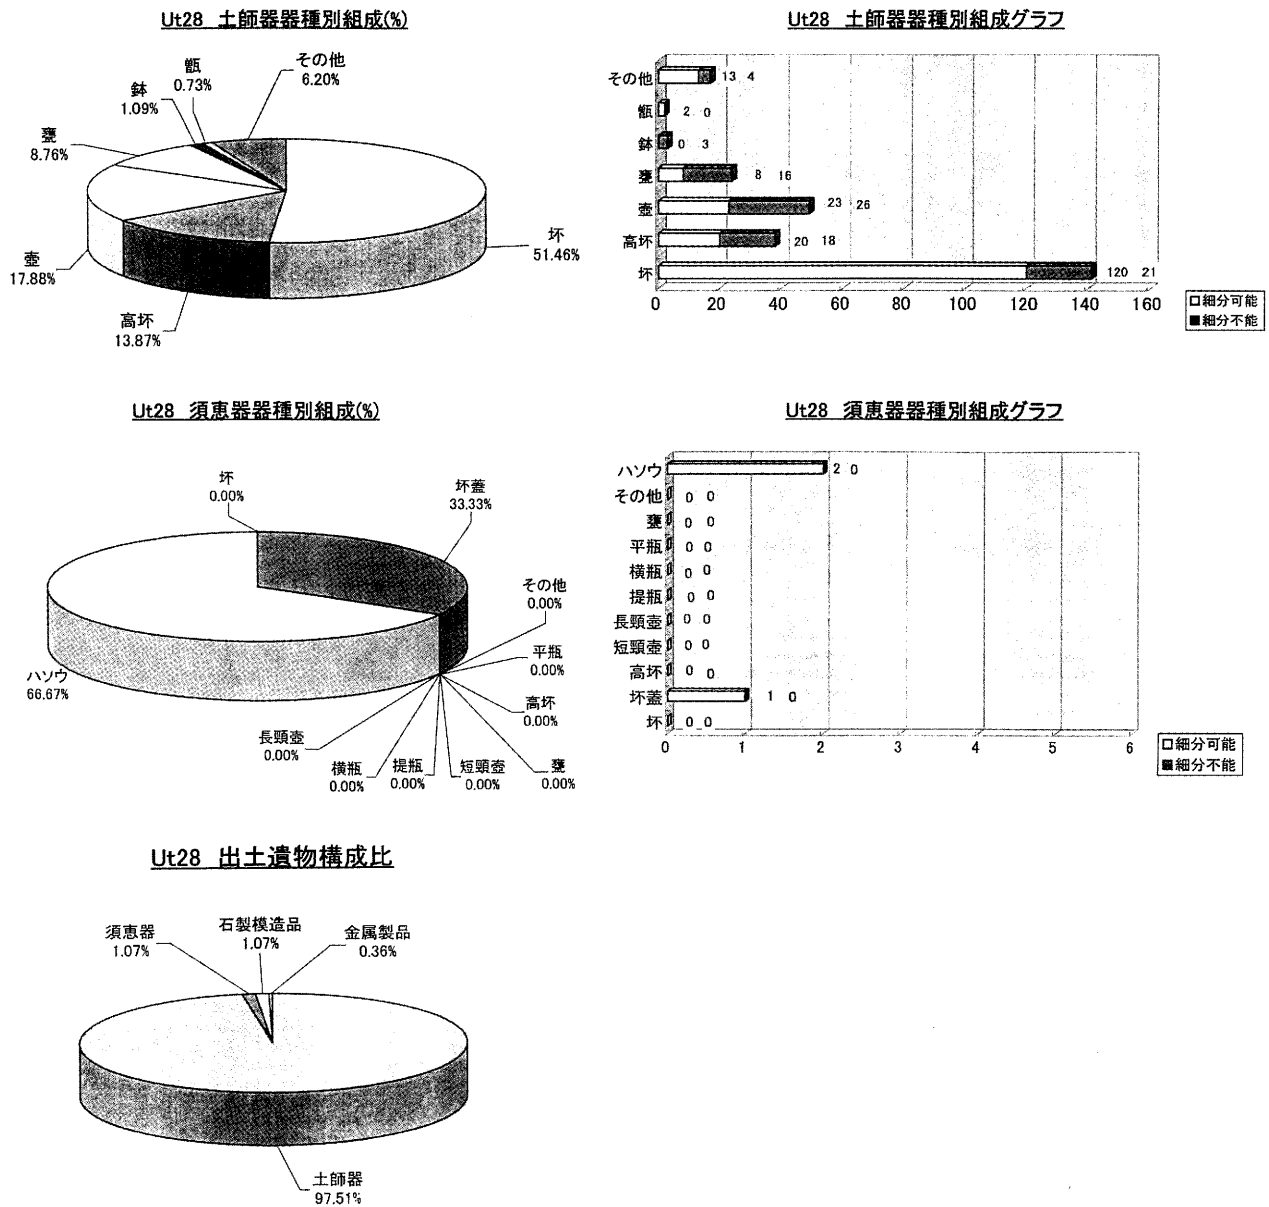 Ut28　土師器器種別組成(%)
その他
6.20%
甑
0.73%
鉢
1.09%
甕
8.76%
壺
17.88%
高坏
13.87%
坏
51.46%
Ut28　土師器器種別組成グラフ
その他 13 4
甑 2 0
鉢 0 3
甕 8 16
壺 23 26
高坏 20 18
坏 120 21
0 20 40 60 80 100 120 140 160
細分可能
細分不能
Ut28　須恵器器種別組成(%)
坏
0.00%
坏蓋
33.33%
その他
0.00%
平瓶
0.00%
高坏
0.00%
甕
0.00%
短頸壺
0.00%
提瓶
0.00%
横瓶
0.00%
長頸壺
0.00%
ハソウ
66.67%
Ut28　須恵器器種別組成グラフ
ハソウ 2 0
その他 0 0
甕 0 0
平瓶 0 0
横瓶 0 0
提瓶 0 0
長頸壺 0 0
短頸壺 0 0
高坏 0 0
坏蓋 1 0
坏 0 0
0 1 2 3 4 5 6
細分可能
細分不能
Ut28　出土遺物構成比
須恵器
1.07%
石製模造品
1.07%
金属製品
0.36%
土師器
97.51%